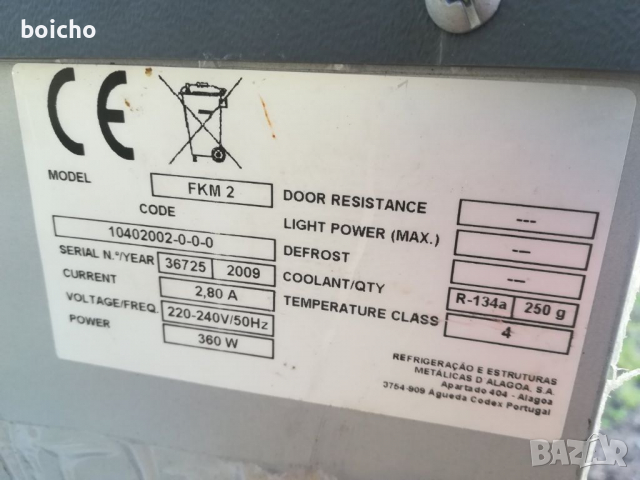 boicho
CE
MODEL FKM 2
CODE
10402002-0-0-0
SERIAL N.º/YEAR 36725 2009
CURRENT 2,80 A
VOLTAGE/FREQ. 220-240V/50Hz
POWER 360 W
DOOR RESISTANCE ---
LIGHT POWER (MAX.) ---
DEFROST ---
COOLANT/QTY R-134a 250 g
TEMPERATURE CLASS 4
REFRIGERAÇÃO E ESTRUTURAS
METÁLICAS D ALAGOA, S.A.
Apartado 404 - Alagoa
3754-909 Águeda Codex Portugal
BAZAR